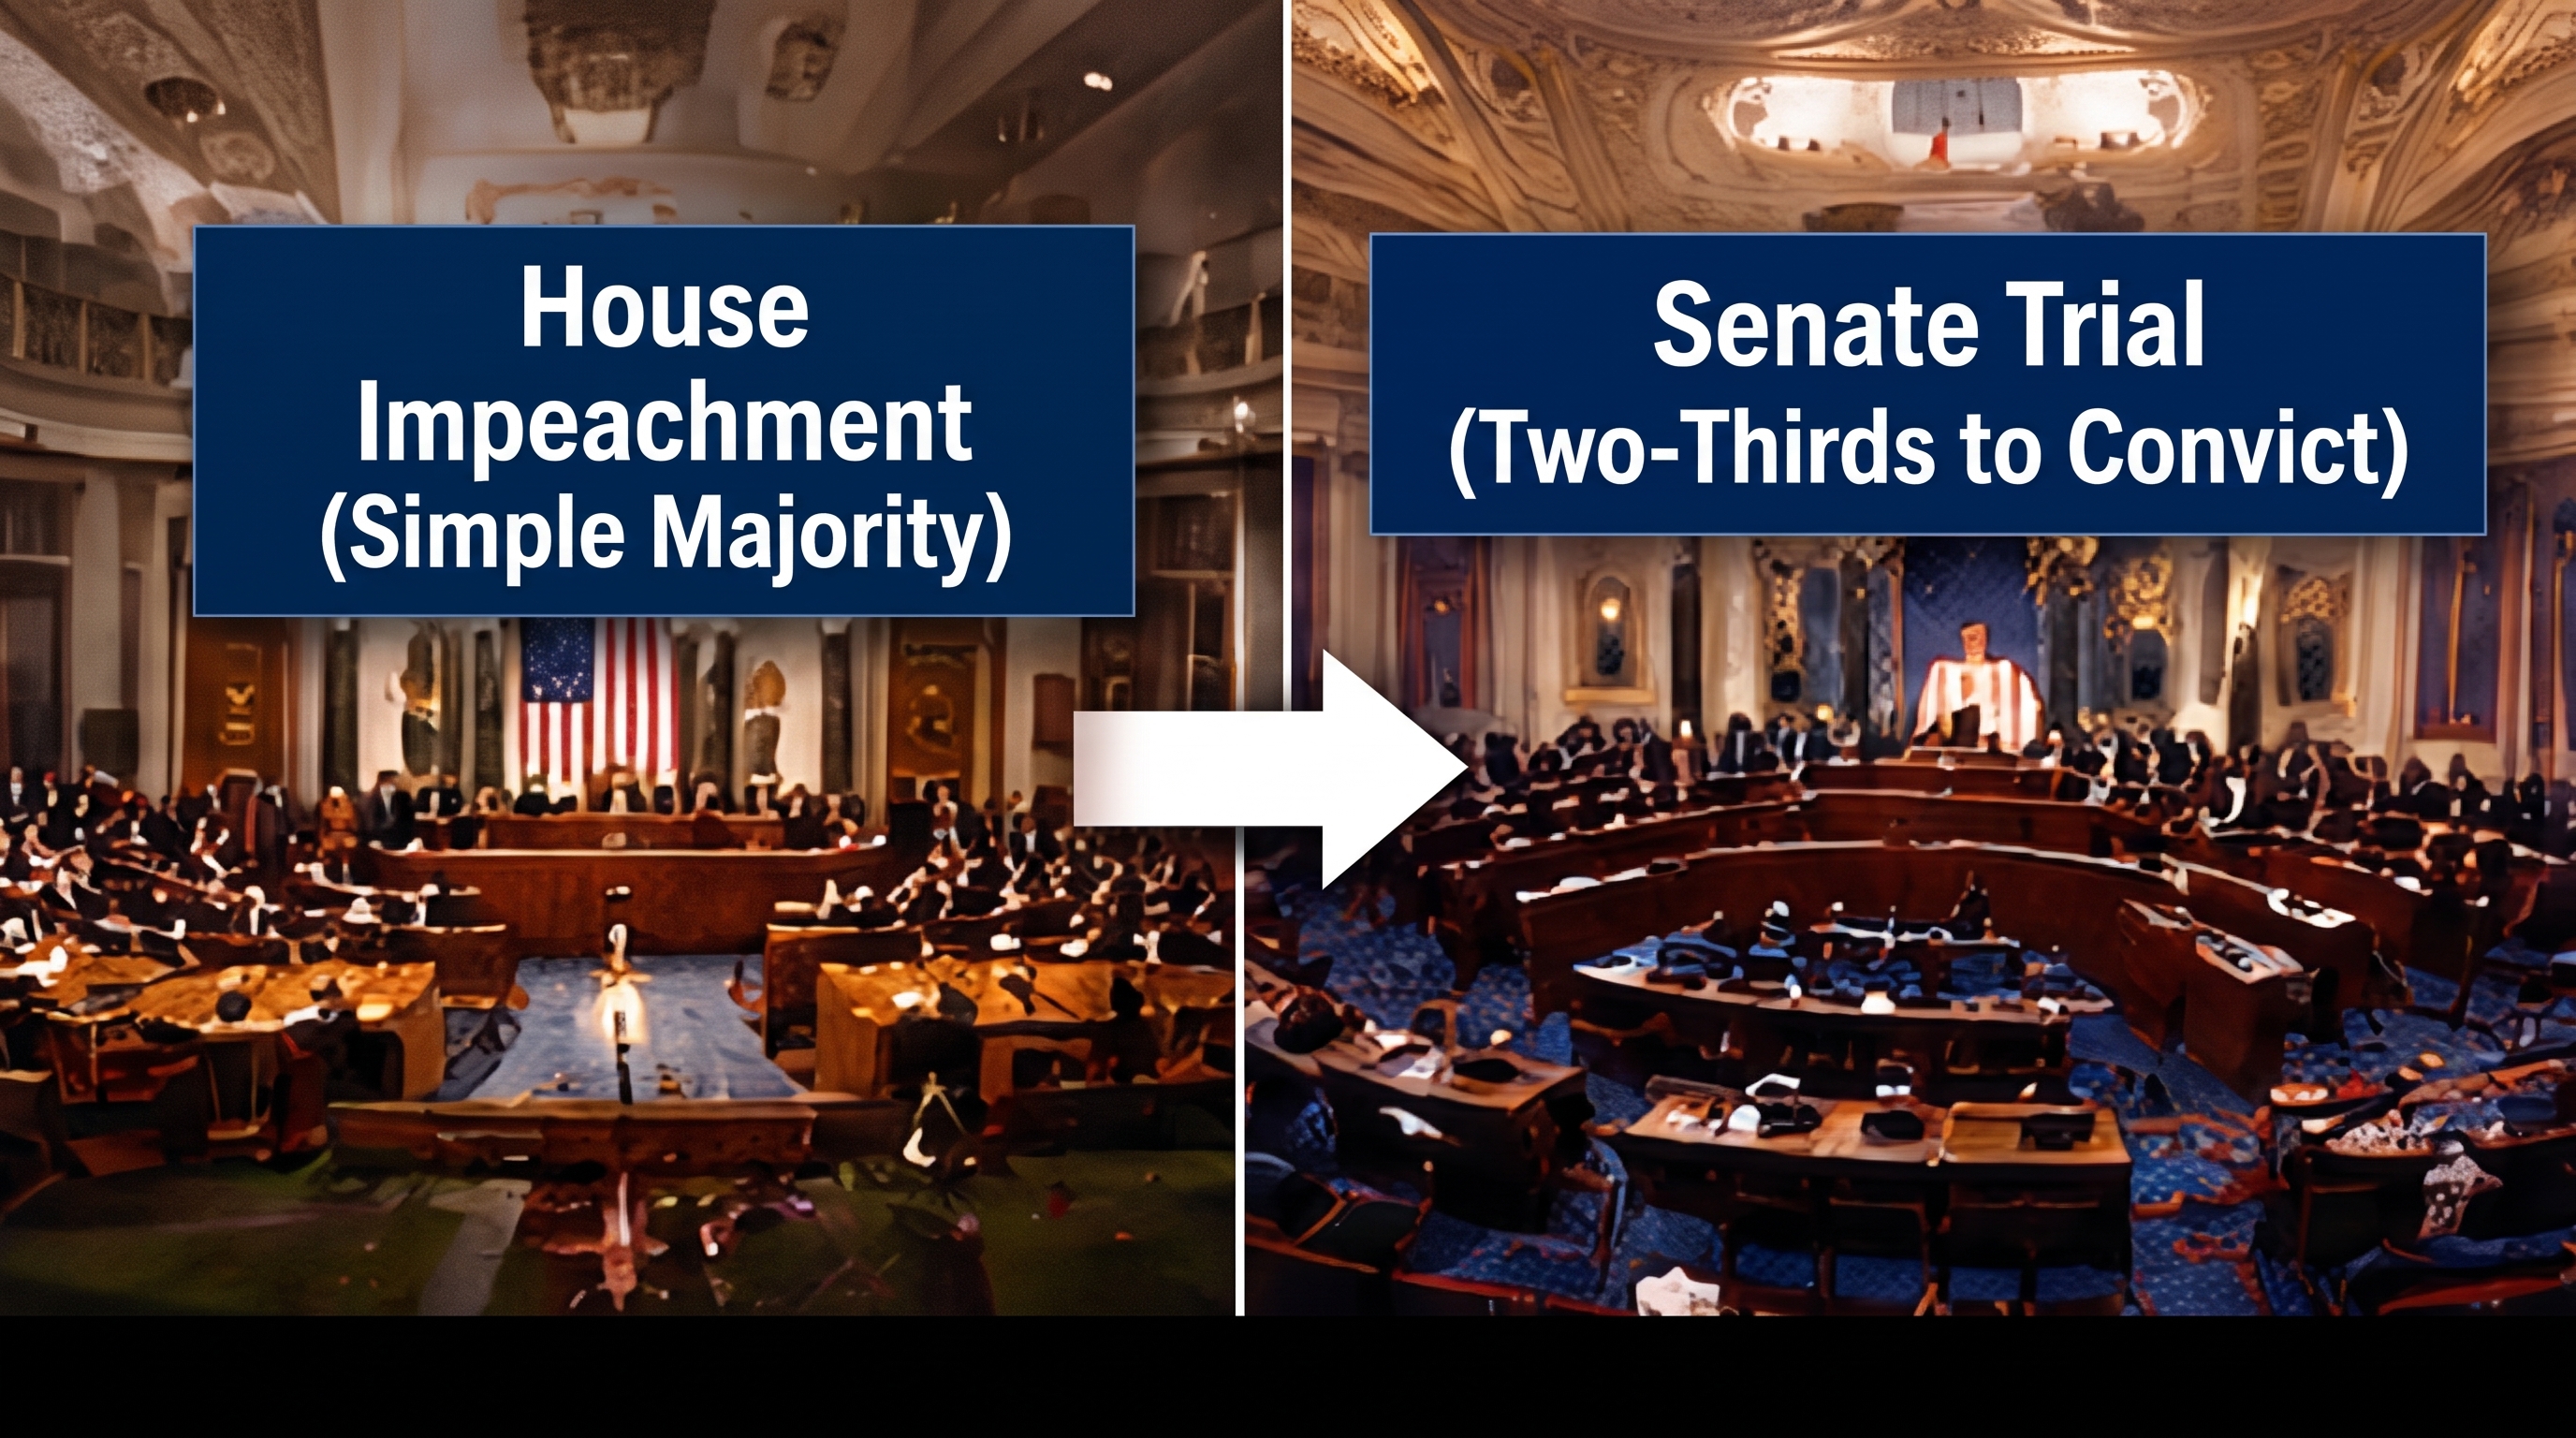 House
Impeachment
(Simple Majority)
Senate Trial
(Two-Thirds to Convict)